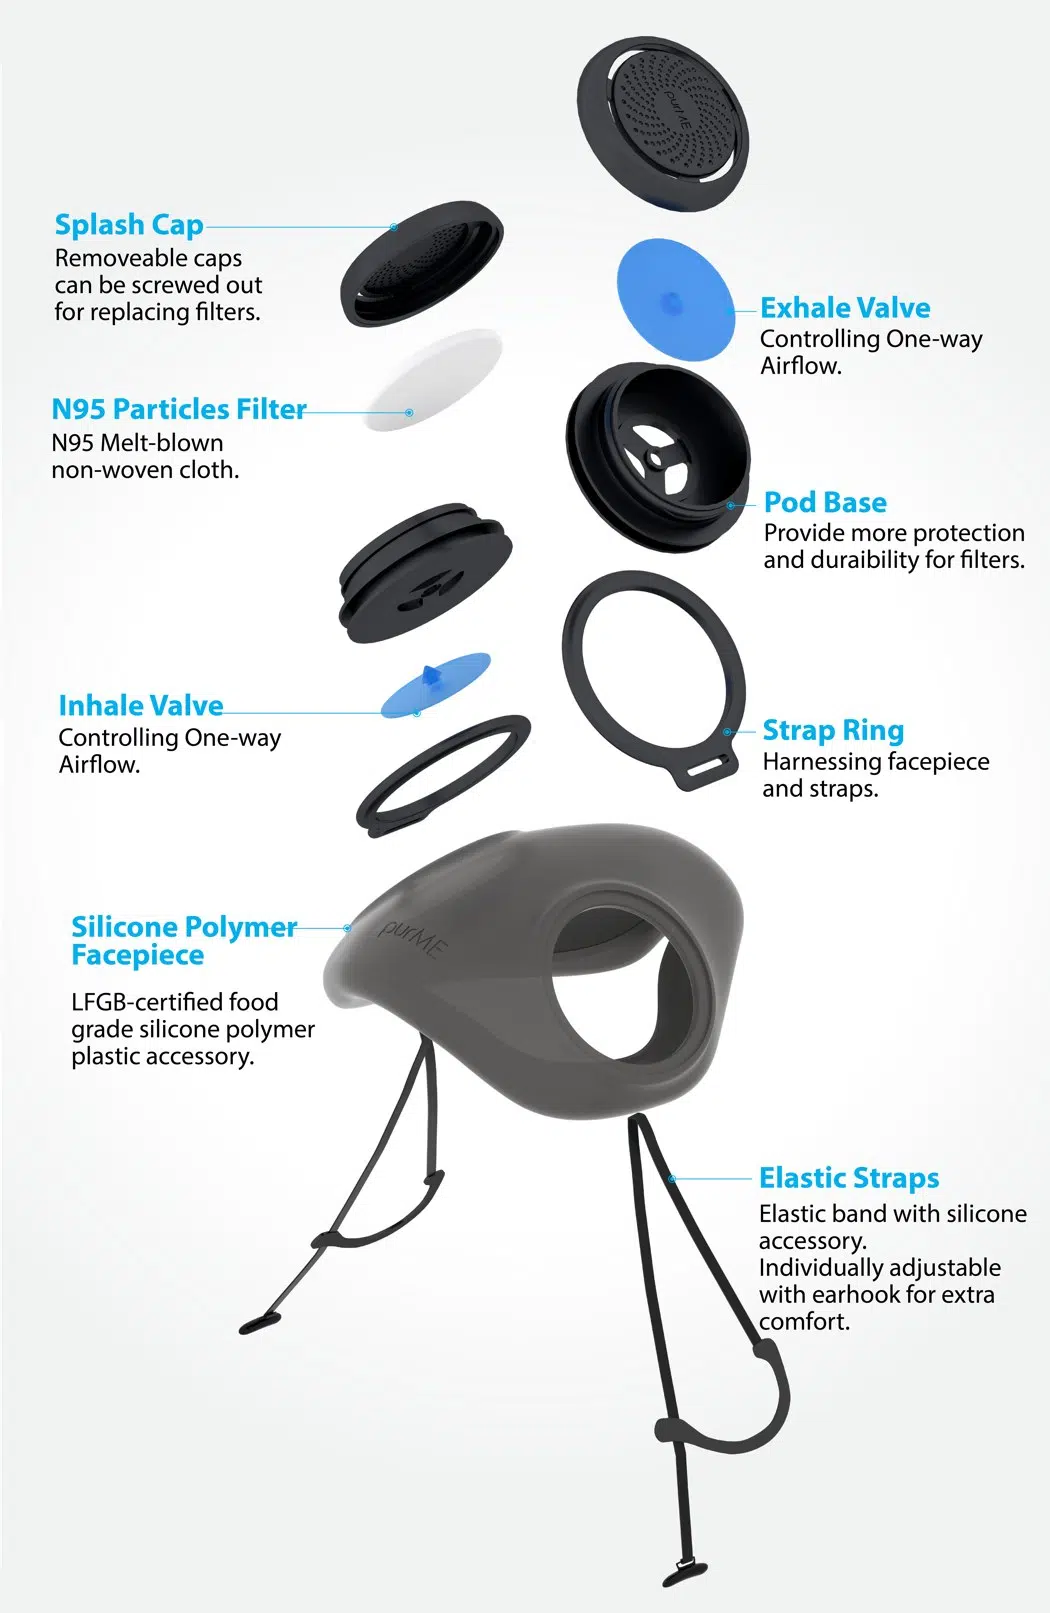 purME
Splash Cap
Removeable caps
can be screwed out
for replacing filters.
Exhale Valve
Controlling One-way
Airflow.
N95 Particles Filter
N95 Melt-blown
non-woven cloth.
Pod Base
Provide more protection
and duraibility for filters.
Inhale Valve
Controlling One-way
Airflow.
Strap Ring
Harnessing facepiece
and straps.
Silicone Polymer
Facepiece
LFGB-certified food
grade silicone polymer
plastic accessory.
purME
Elastic Straps
Elastic band with silicone
accessory.
Individually adjustable
with earhook for extra
comfort.